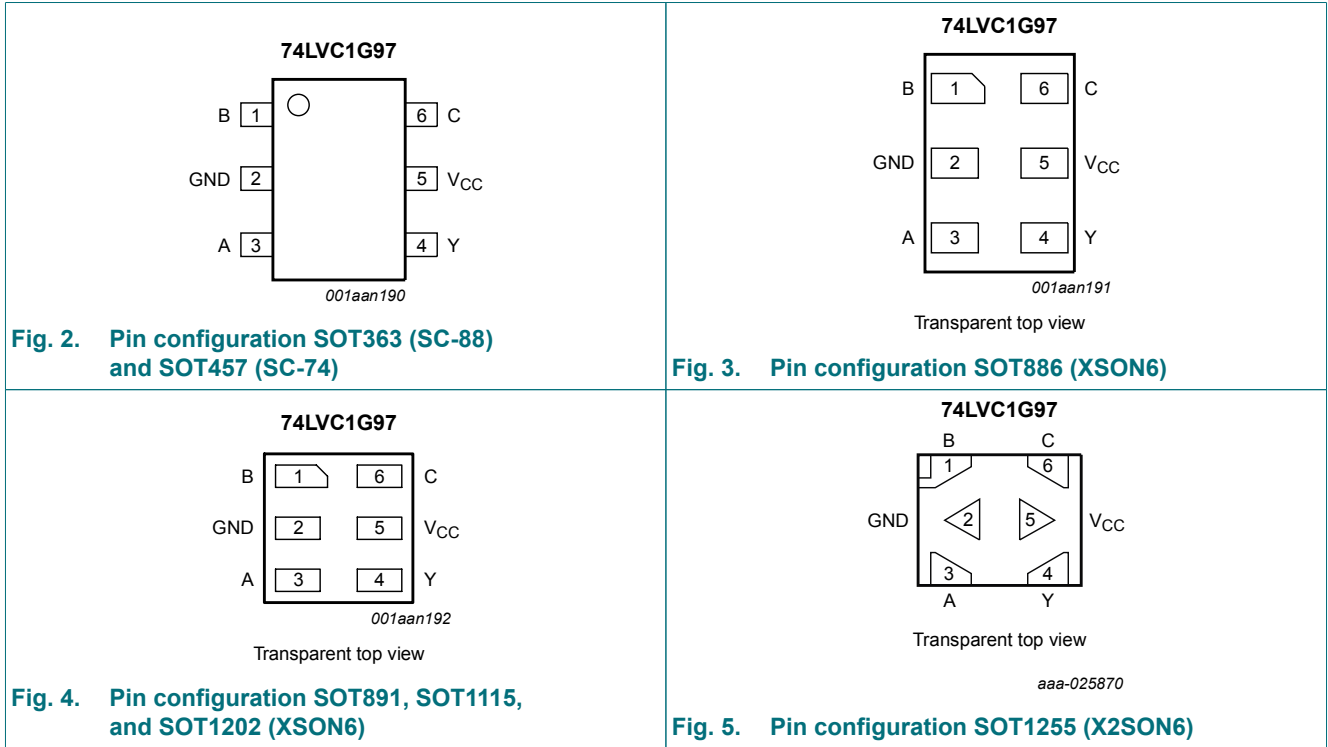 74LVC1G97
B 1 6 C
GND 2 5 VCC
A 3 4 Y
001aan190
Fig. 2. Pin configuration SOT363 (SC-88)
and SOT457 (SC-74)
74LVC1G97
B 1 6 C
GND 2 5 VCC
A 3 4 Y
001aan191
Transparent top view
Fig. 3. Pin configuration SOT886 (XSON6)
74LVC1G97
B 1 6 C
GND 2 5 VCC
A 3 4 Y
001aan192
Transparent top view
Fig. 4. Pin configuration SOT891, SOT1115,
and SOT1202 (XSON6)
74LVC1G97
B C
1 6
GND 2 5 VCC
3 4
A Y
Transparent top view
aaa-025870
Fig. 5. Pin configuration SOT1255 (X2SON6)